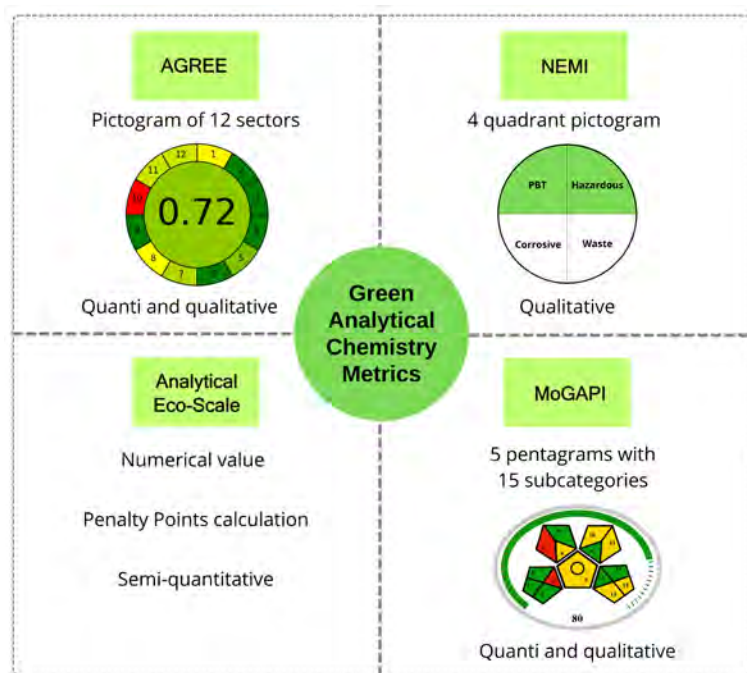 AGREE
Pictogram of 12 sectors
12
1
11
0.72
5
8
7
Quanti and qualitative
NEMI
4 quadrant pictogram
PBT
Hazardous
Corrosive
Waste
Qualitative
Green
Analytical
Chemistry
Metrics
Analytical
Eco-Scale
Numerical value
Penalty Points calculation
Semi-quantitative
MoGAPI
5 pentagrams with
15 subcategories
80
Quanti and qualitative